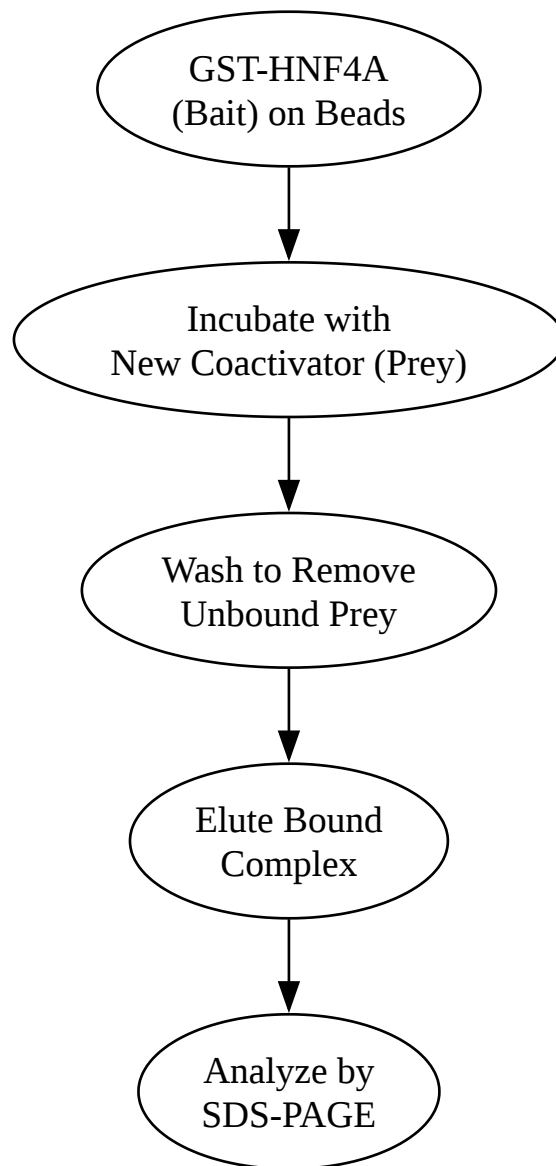 GST-HNF4A
(Bait) on Beads
Incubate with
New Coactivator (Prey)
Wash to Remove
Unbound Prey
Elute Bound
Complex
Analyze by
SDS-PAGE